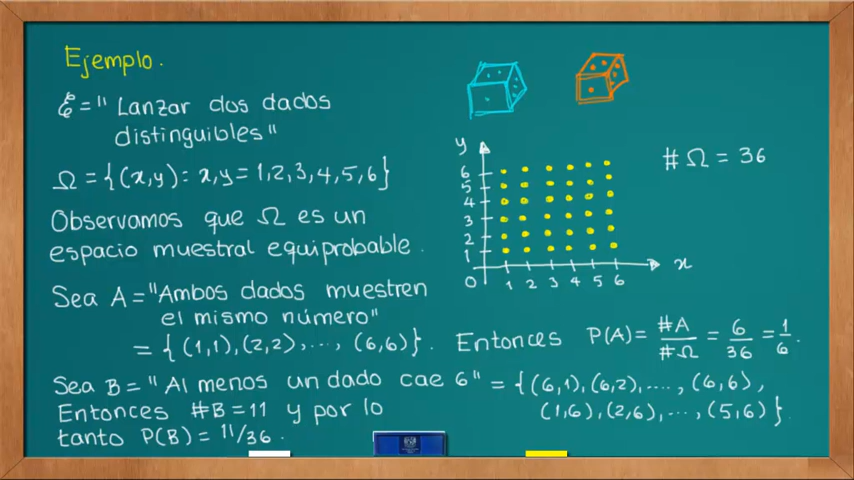 Ejemplo.
ℰ = "Lanzar dos dados
distinguibles"
Ω = {(x,y): x,y = 1,2,3,4,5,6}
Observamos que Ω es un
espacio muestral equiprobable.
Sea A = "Ambos dados muestren
el mismo número"
= {(1,1),(2,2),..., (6,6)}.
Entonces P(A) = #A/#Ω = 6/36 = 1/6.
Sea B = "Al menos un dado cae 6" = {(6,1),(6,2),...., (6,6),
(1,6),(2,6),..., (5,6)}.
Entonces #B = 11 y por lo
tanto P(B) = 11/36.
y
6
5
4
3
2
1
0 1 2 3 4 5 6
x
#Ω = 36